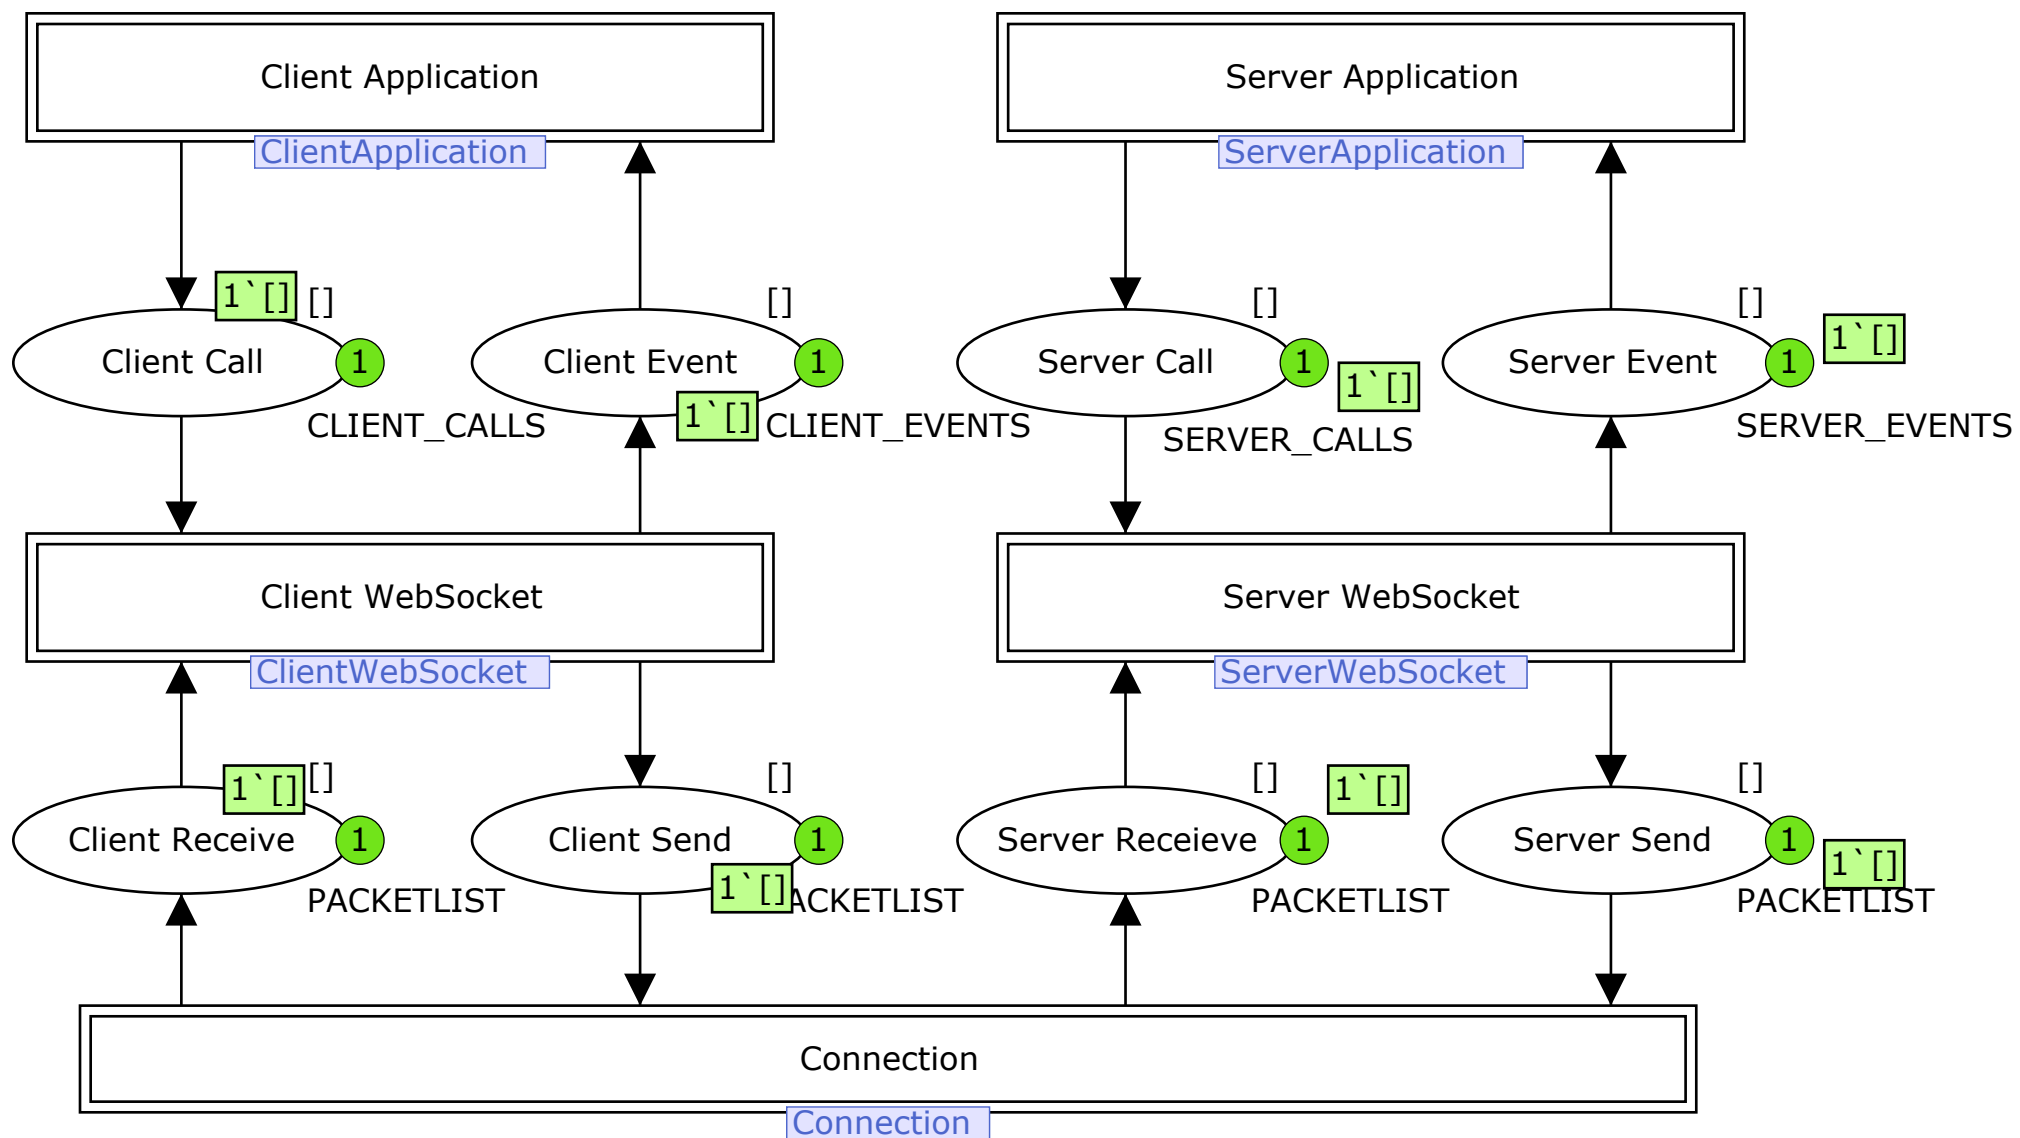 Client Application
Server Application
ClientApplication
ServerApplication
1`[] [] [] [] [] 1`[]
Client Call 1 Client Event 1 Server Call 1 Server Event 1
1`[] 1`[]
CLIENT_CALLS CLIENT_EVENTS SERVER_CALLS SERVER_EVENTS
Client WebSocket
Server WebSocket
ClientWebSocket
ServerWebSocket
1`[] [] [] [] 1`[] []
Client Receive 1 Client Send 1 Server Receieve 1 Server Send 1
1`[] 1`[]
PACKETLIST ACKETLIST PACKETLIST PACKETLIST
Connection
Connection